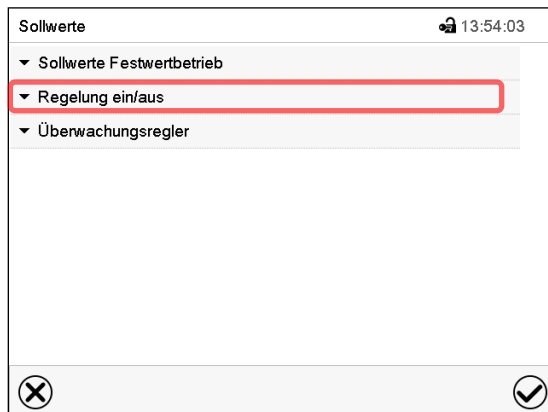 Sollwerte 13:54:03
Sollwerte Festwertbetrieb
Regelung ein/aus
Überwachungsregler